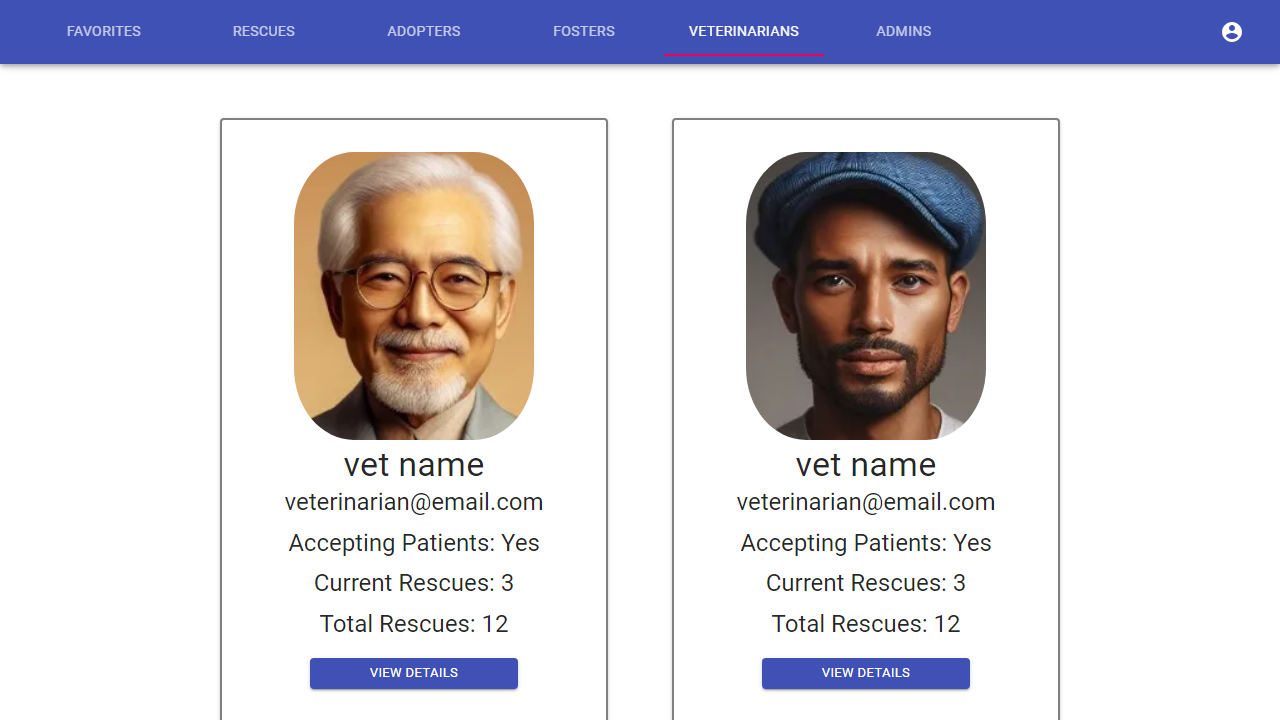 FAVORITES RESCUES ADOPTERS FOSTERS VETERINARIANS ADMINS
vet name
veterinarian@email.com
Accepting Patients: Yes
Current Rescues: 3
Total Rescues: 12
VIEW DETAILS
vet name
veterinarian@email.com
Accepting Patients: Yes
Current Rescues: 3
Total Rescues: 12
VIEW DETAILS